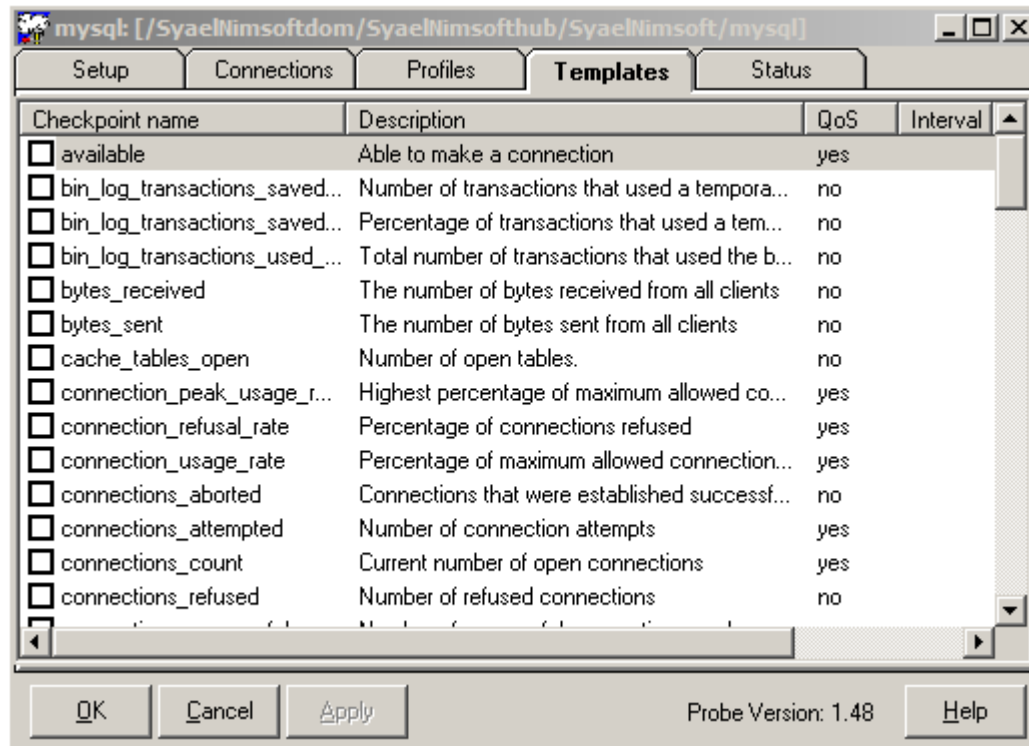 mysql: [/SyaelNimsoftdom/SyaelNimsofthub/SyaelNimsoft/mysql]
Setup Connections Profiles Templates Status
Checkpoint name Description QoS Interval
available Able to make a connection yes
bin_log_transactions_saved... Number of transactions that used a tempora... no
bin_log_transactions_saved... Percentage of transactions that used a tem... no
bin_log_transactions_used_... Total number of transactions that used the b... no
bytes_received The number of bytes received from all clients no
bytes_sent The number of bytes sent from all clients no
cache_tables_open Number of open tables. no
connection_peak_usage_r... Highest percentage of maximum allowed co... yes
connection_refusal_rate Percentage of connections refused yes
connection_usage_rate Percentage of maximum allowed connection... yes
connections_aborted Connections that were established successf... no
connections_attempted Number of connection attempts yes
connections_count Current number of open connections yes
connections_refused Number of refused connections no
OK Cancel Apply Probe Version: 1.48 Help